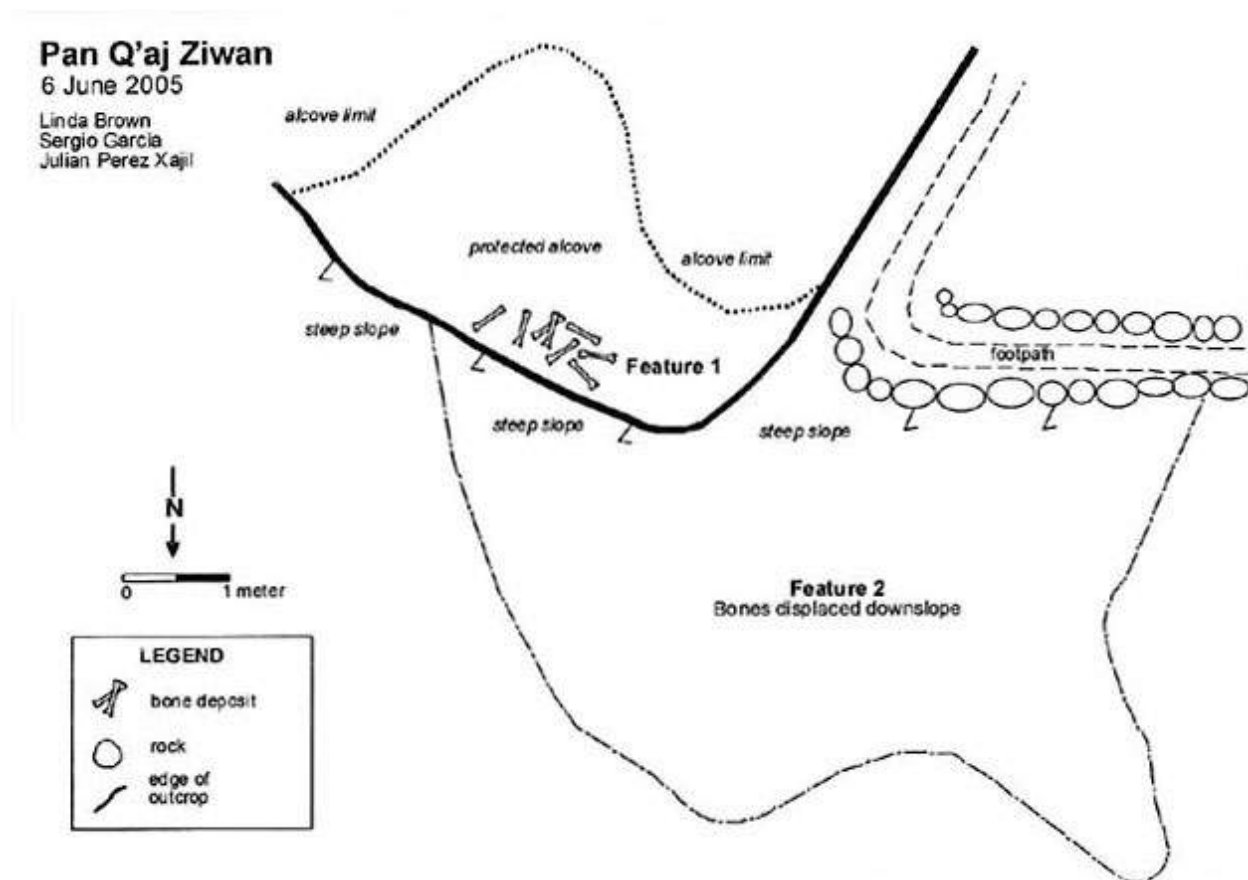 Pan Q'aj Ziwan
6 June 2005
Linda Brown
Sergio Garcia
Julian Perez Xajil
alcove limit
protected alcove
alcove limit
steep slope
Feature 1
footpath
steep slope
steep slope
N
0 1 meter
Feature 2
Bones displaced downslope
LEGEND
bone deposit
rock
edge of
outcrop